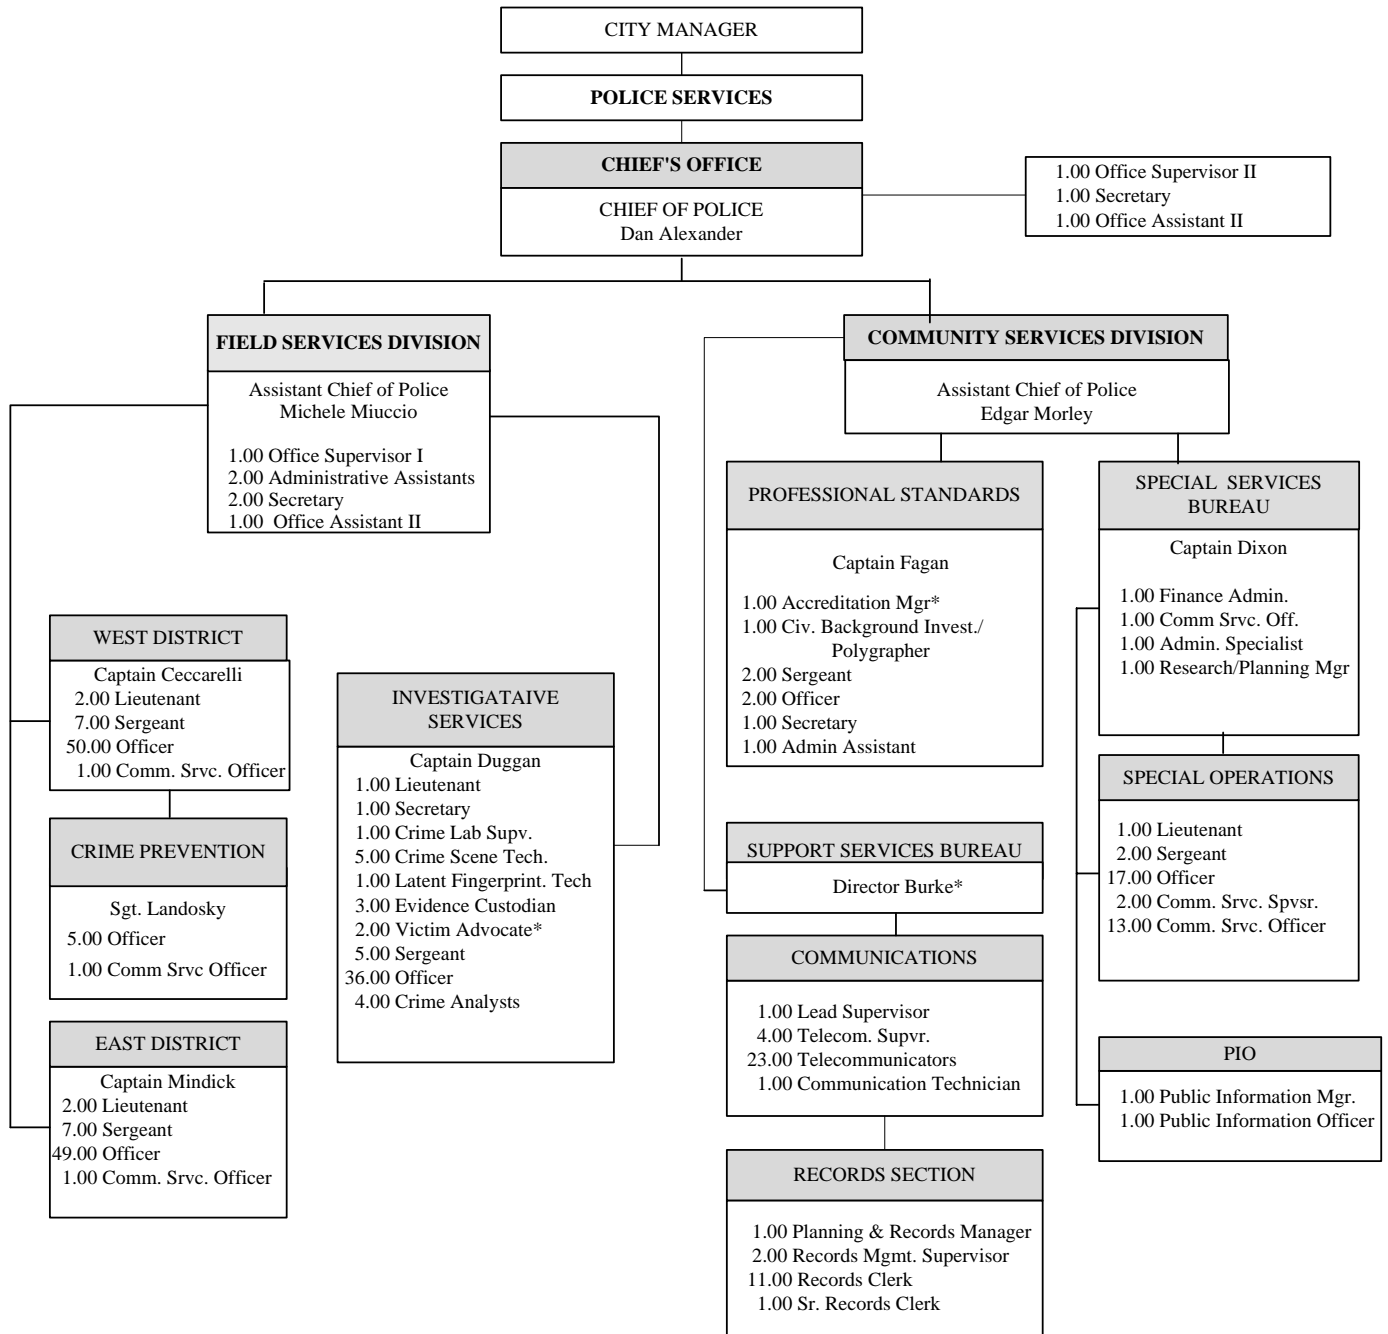 CITY MANAGER
POLICE SERVICES
CHIEF'S OFFICE
CHIEF OF POLICE
Dan Alexander
1.00 Office Supervisor II
1.00 Secretary
1.00 Office Assistant II
FIELD SERVICES DIVISION
Assistant Chief of Police
Michele Miuccio
1.00 Office Supervisor I
2.00 Administrative Assistants
2.00 Secretary
1.00 Office Assistant II
WEST DISTRICT
Captain Ceccarelli
2.00 Lieutenant
7.00 Sergeant
50.00 Officer
1.00 Comm. Srvc. Officer
CRIME PREVENTION
Sgt. Landosky
5.00 Officer
1.00 Comm Srvc Officer
EAST DISTRICT
Captain Mindick
2.00 Lieutenant
7.00 Sergeant
49.00 Officer
1.00 Comm. Srvc. Officer
INVESTIGATAIVE
SERVICES
Captain Duggan
1.00 Lieutenant
1.00 Secretary
1.00 Crime Lab Supv.
5.00 Crime Scene Tech.
1.00 Latent Fingerprint. Tech
3.00 Evidence Custodian
2.00 Victim Advocate*
5.00 Sergeant
36.00 Officer
4.00 Crime Analysts
COMMUNITY SERVICES DIVISION
Assistant Chief of Police
Edgar Morley
PROFESSIONAL STANDARDS
Captain Fagan
1.00 Accreditation Mgr*
1.00 Civ. Background Invest./
Polygrapher
2.00 Sergeant
2.00 Officer
1.00 Secretary
1.00 Admin Assistant
SUPPORT SERVICES BUREAU
Director Burke*
COMMUNICATIONS
1.00 Lead Supervisor
4.00 Telecom. Supvr.
23.00 Telecommunicators
1.00 Communication Technician
RECORDS SECTION
1.00 Planning & Records Manager
2.00 Records Mgmt. Supervisor
11.00 Records Clerk
1.00 Sr. Records Clerk
SPECIAL SERVICES
BUREAU
Captain Dixon
1.00 Finance Admin.
1.00 Comm Srvc. Off.
1.00 Admin. Specialist
1.00 Research/Planning Mgr
SPECIAL OPERATIONS
1.00 Lieutenant
2.00 Sergeant
17.00 Officer
2.00 Comm. Srvc. Spvsr.
13.00 Comm. Srvc. Officer
PIO
1.00 Public Information Mgr.
1.00 Public Information Officer